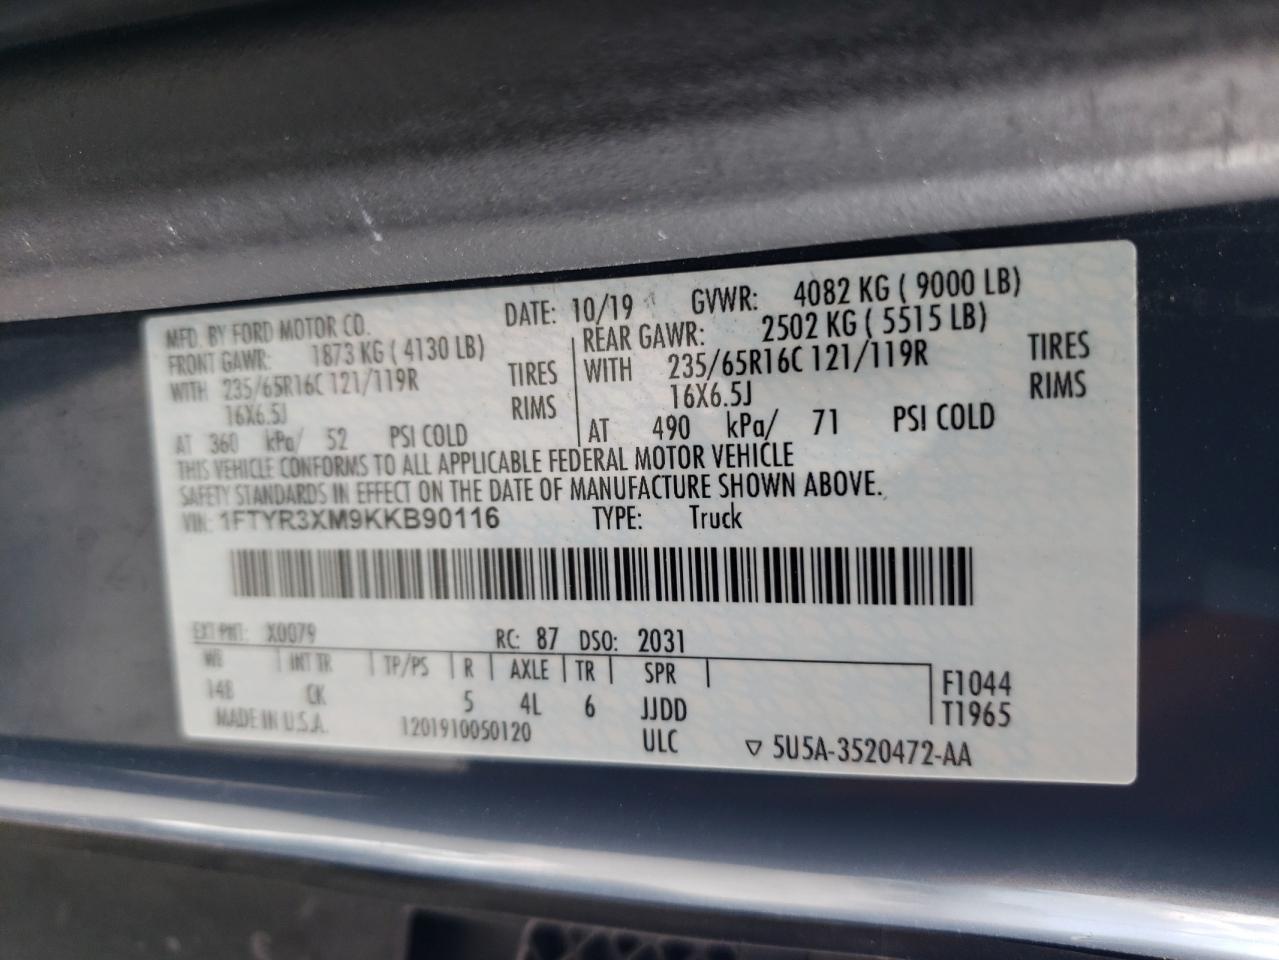 MFD. BY FORD MOTOR CO. DATE: 10/19 GVWR: 4082 KG ( 9000 LB)
FRONT GAWR: 1873 KG ( 4130 LB) REAR GAWR: 2502 KG ( 5515 LB)
WITH 235/65R16C 121/119R TIRES WITH 235/65R16C 121/119R TIRES
16X6.5J RIMS 16X6.5J RIMS
AT 360 kPa/ 52 PSI COLD AT 490 kPa/ 71 PSI COLD
THIS VEHICLE CONFORMS TO ALL APPLICABLE FEDERAL MOTOR VEHICLE
SAFETY STANDARDS IN EFFECT ON THE DATE OF MANUFACTURE SHOWN ABOVE.
VIN: 1FTYR3XM9KKB90116 TYPE: Truck
EXT PNT: X0079 RC: 87 DSO: 2031
WB INT TR TP/PS R AXLE TR SPR F1044
148 CK 5 4L 6 JJDD T1965
MADE IN U.S.A. 1201910050120 ULC ▽ 5U5A-3520472-AA